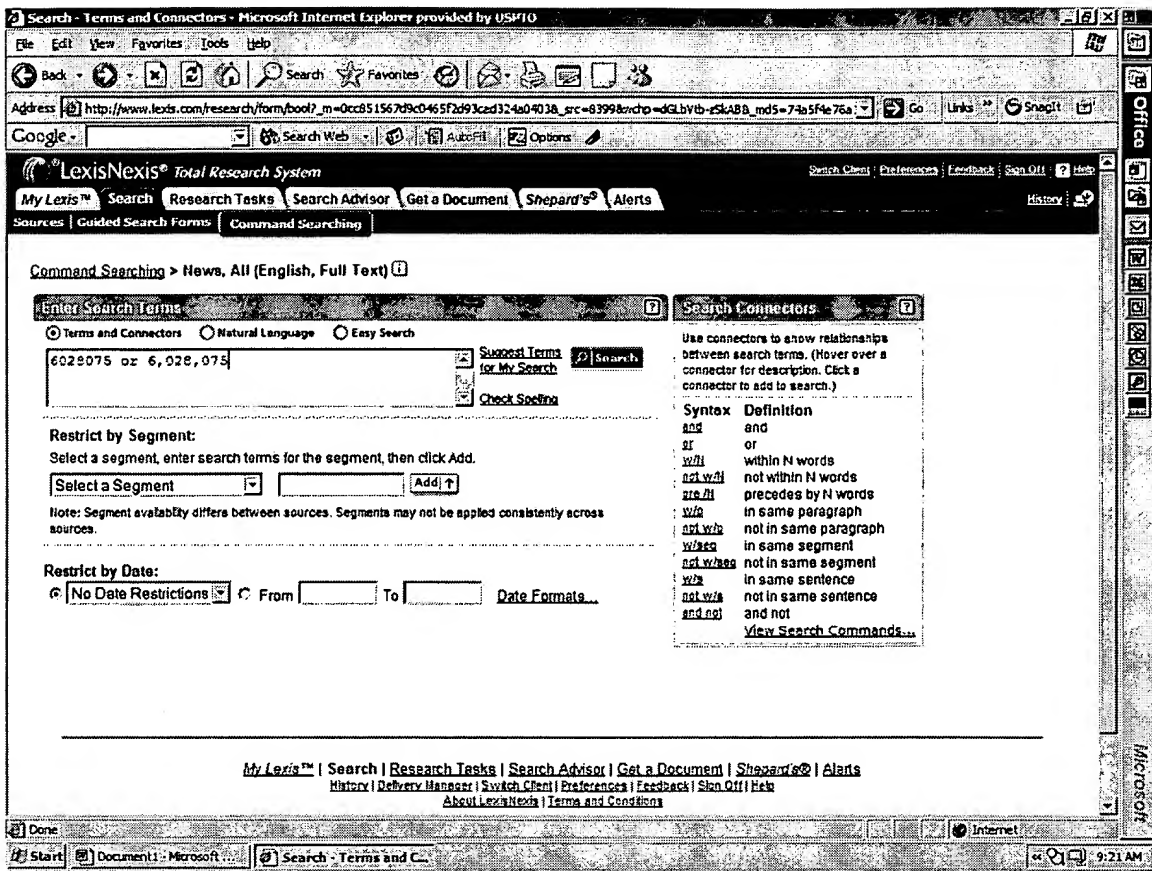 Search - Terms and Connectors - Microsoft Internet Explorer provided by USPTO
File Edit View Favorites Tools Help
Back Search Favorites
Address http://www.lexis.com/research/form/bool?_m=0cc851567d9c0465f2d93ced324a0403&_src=8399&wchp=dGLbVtb-zSkAB&_md5=74a5f4e76a Go Links » SnagIt
Google Search Web AutoFill Options
LexisNexis® Total Research System
Switch Client | Preferences | Feedback | Sign Off | ? Help
My Lexis™ Search Research Tasks Search Advisor Get a Document Shepard's® Alerts
History
Sources | Guided Search Forms | Command Searching
Command Searching > News, All (English, Full Text) i
Enter Search Terms ?
Terms and Connectors Natural Language Easy Search
6028075 or 6,028,075
Suggest Terms
for My Search
Search
Check Spelling
Restrict by Segment:
Select a segment, enter search terms for the segment, then click Add.
Select a Segment Add ↑
Note: Segment availability differs between sources. Segments may not be applied consistently across
sources.
Restrict by Date:
No Date Restrictions From To Date Formats...
Search Connectors ?
Use connectors to show relationships
between search terms. (Hover over a
connector for description. Click a
connector to add to search.)
Syntax Definition
and and
or or
w/N within N words
not w/N not within N words
pre /N precedes by N words
w/p in same paragraph
not w/p not in same paragraph
w/seg in same segment
not w/seg not in same segment
w/s in same sentence
not w/s not in same sentence
and not and not
View Search Commands...
My Lexis™ | Search | Research Tasks | Search Advisor | Get a Document | Shepard's® | Alerts
History | Delivery Manager | Switch Client | Preferences | Feedback | Sign Off | Help
About LexisNexis | Terms and Conditions
Done Internet
Start Document1 - Microsoft ... Search - Terms and C... « 9:21 AM
Office
Microsoft